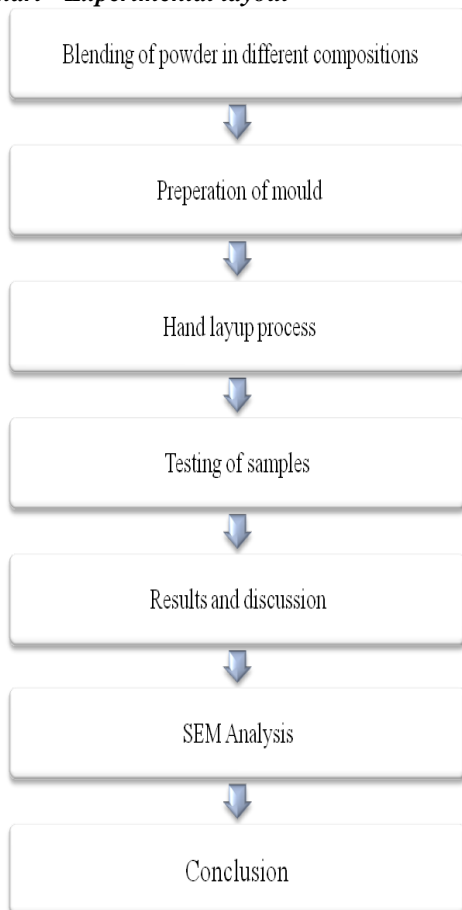 Experimental layout
Blending of powder in different compositions
Preperation of mould
Hand layup process
Testing of samples
Results and discussion
SEM Analysis
Conclusion